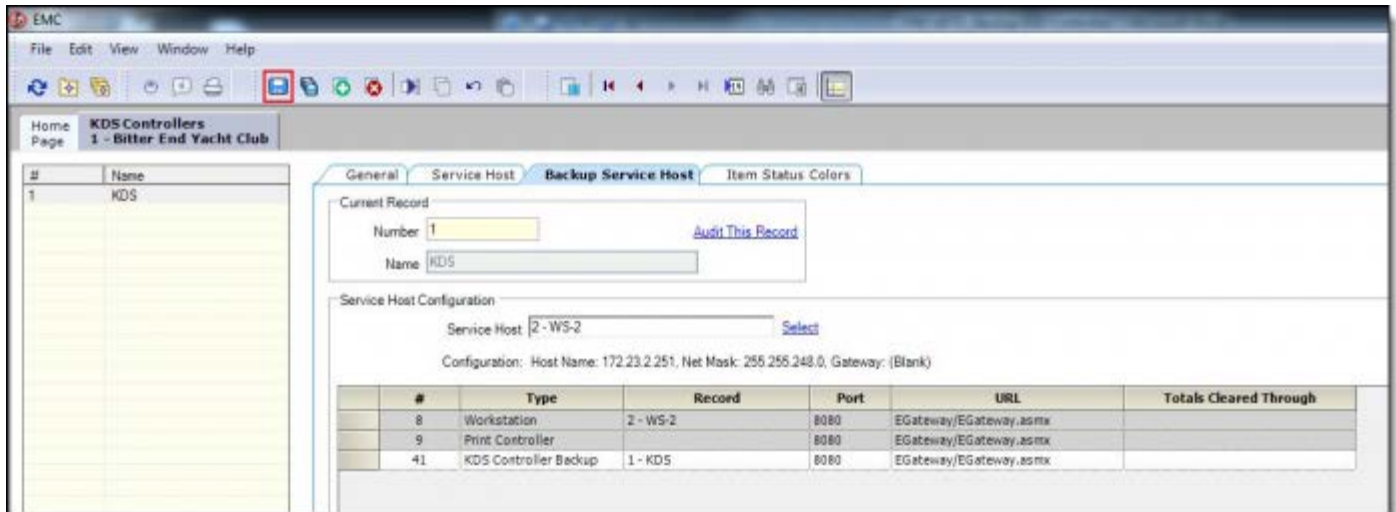 EMC
File Edit View Window Help
Home Page
KDS Controllers
1 - Bitter End Yacht Club
# Name
1 KDS
General Service Host Backup Service Host Item Status Colors
Current Record
Number 1 Audit This Record
Name KDS
Service Host Configuration
Service Host 2 - WS-2 Select
Configuration: Host Name: 172.23.2.251, Net Mask: 255.255.248.0, Gateway: (Blank)
# Type Record Port URL Totals Cleared Through
8 Workstation 2 - WS-2 8080 EGateway/EGateway.asmx
9 Print Controller 8080 EGateway/EGateway.asmx
41 KDS Controller Backup 1 - KDS 8080 EGateway/EGateway.asmx